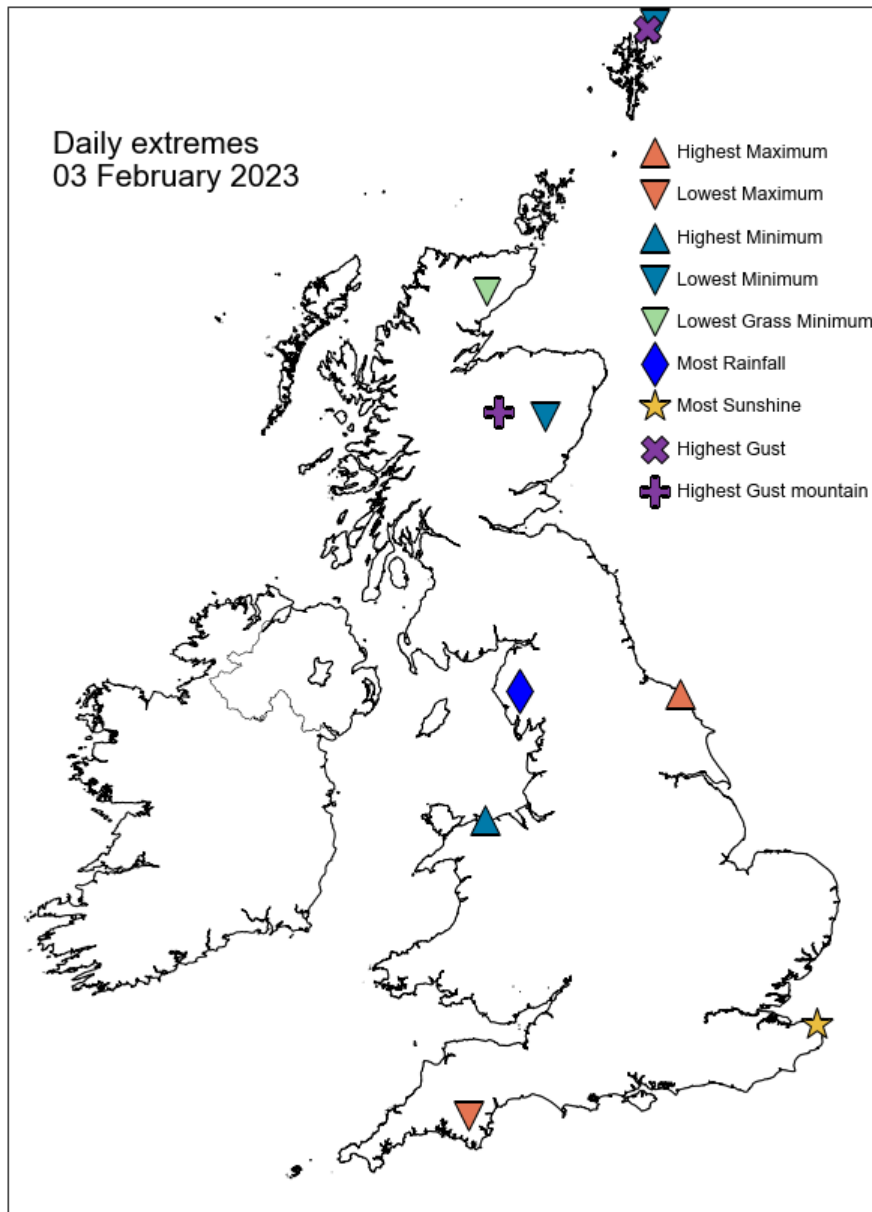 Daily extremes
03 February 2023
Highest Maximum
Lowest Maximum
Highest Minimum
Lowest Minimum
Lowest Grass Minimum
Most Rainfall
Most Sunshine
Highest Gust
Highest Gust mountain